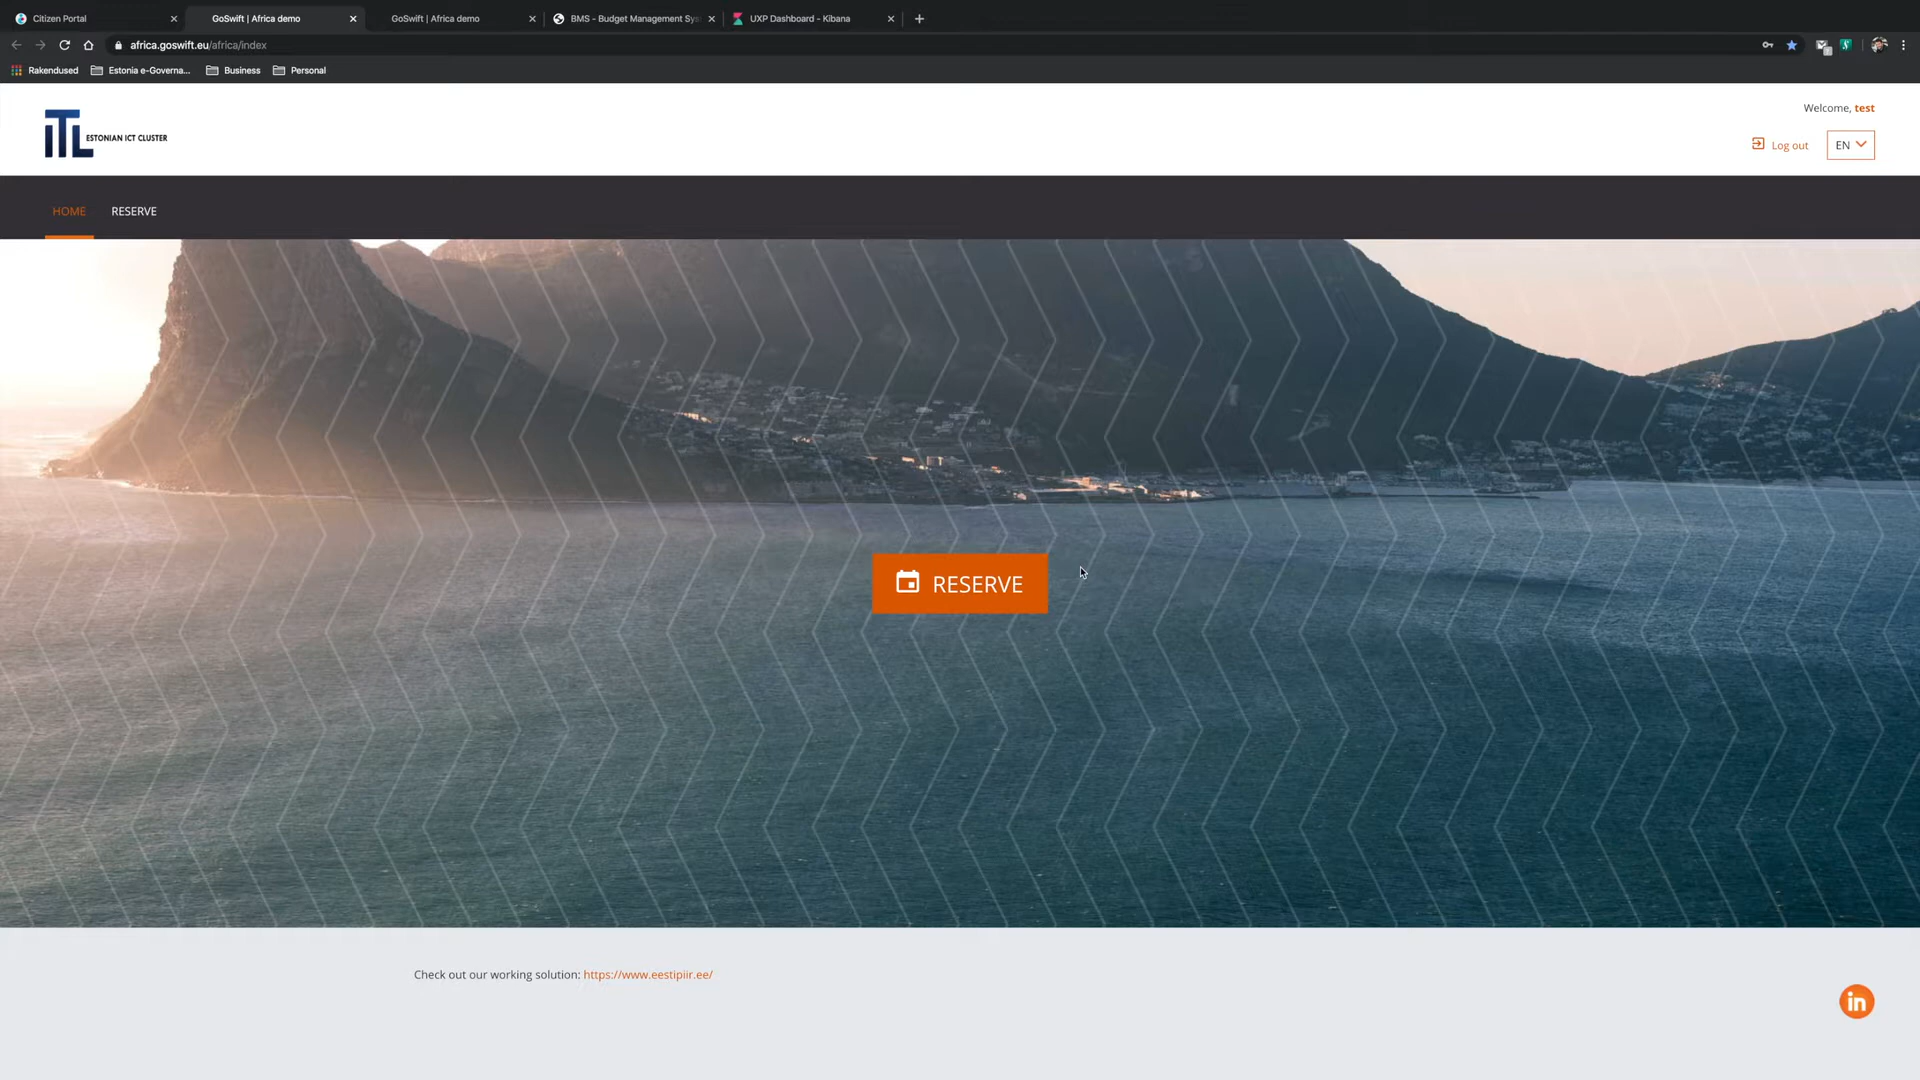 Citizen Portal
GoSwift | Africa demo
GoSwift | Africa demo
BMS - Budget Management Sys
UXP Dashboard - Kibana
africa.goswift.eu/africa/index
Rakendused
Estonia e-Governa...
Business
Personal
Welcome, test
iTL ESTONIAN ICT CLUSTER
Log out
EN
HOME
RESERVE
RESERVE
Check out our working solution: https://www.eestipiir.ee/
in